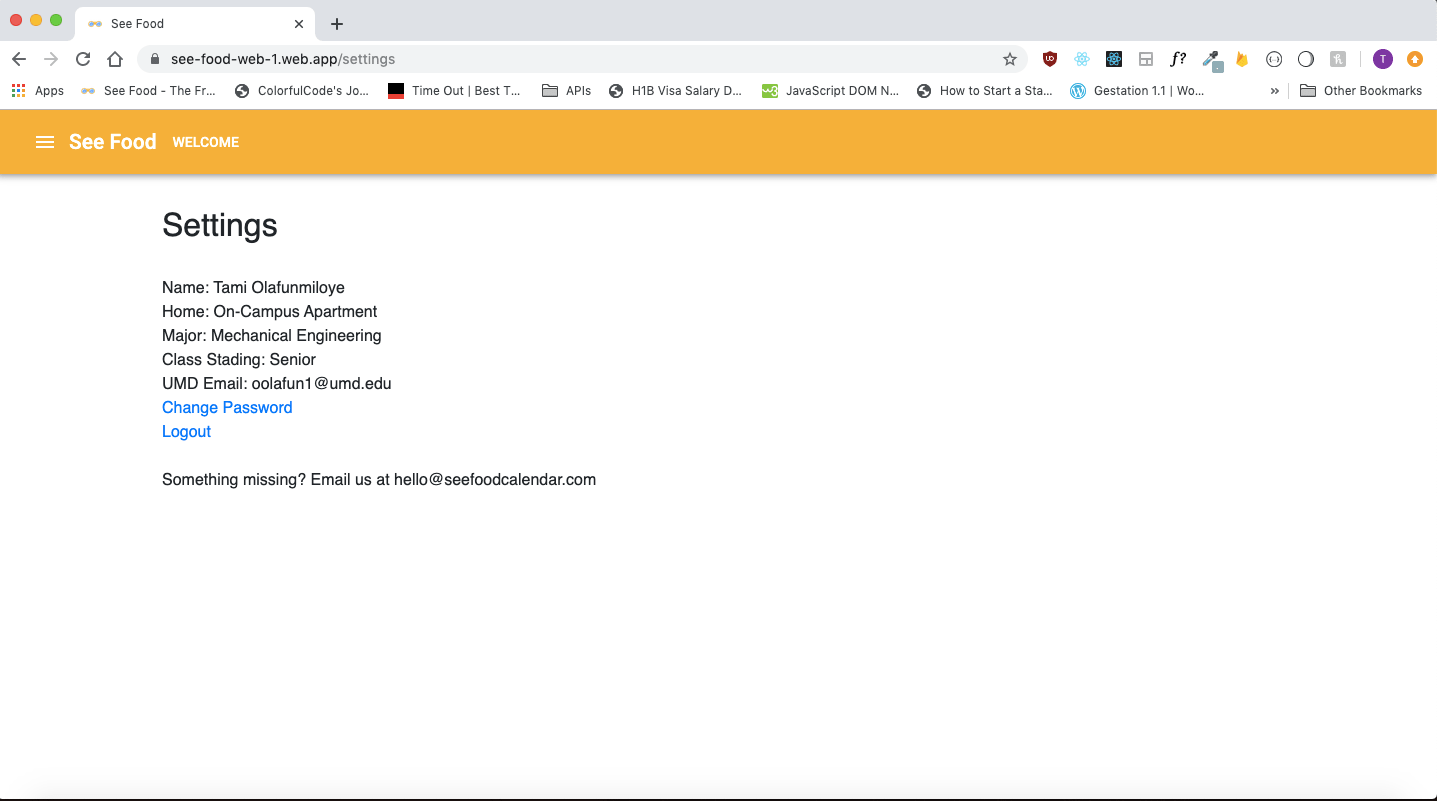 See Food
see-food-web-1.web.app/settings
f?
T
Apps
See Food - The Fr...
ColorfulCode's Jo...
Time Out | Best T...
APIs
H1B Visa Salary D...
JavaScript DOM N...
How to Start a Sta...
Gestation 1.1 | Wo...
»
Other Bookmarks
See Food WELCOME
Settings
Name: Tami Olafunmiloye
Home: On-Campus Apartment
Major: Mechanical Engineering
Class Stading: Senior
UMD Email: oolafun1@umd.edu
Change Password
Logout
Something missing? Email us at hello@seefoodcalendar.com